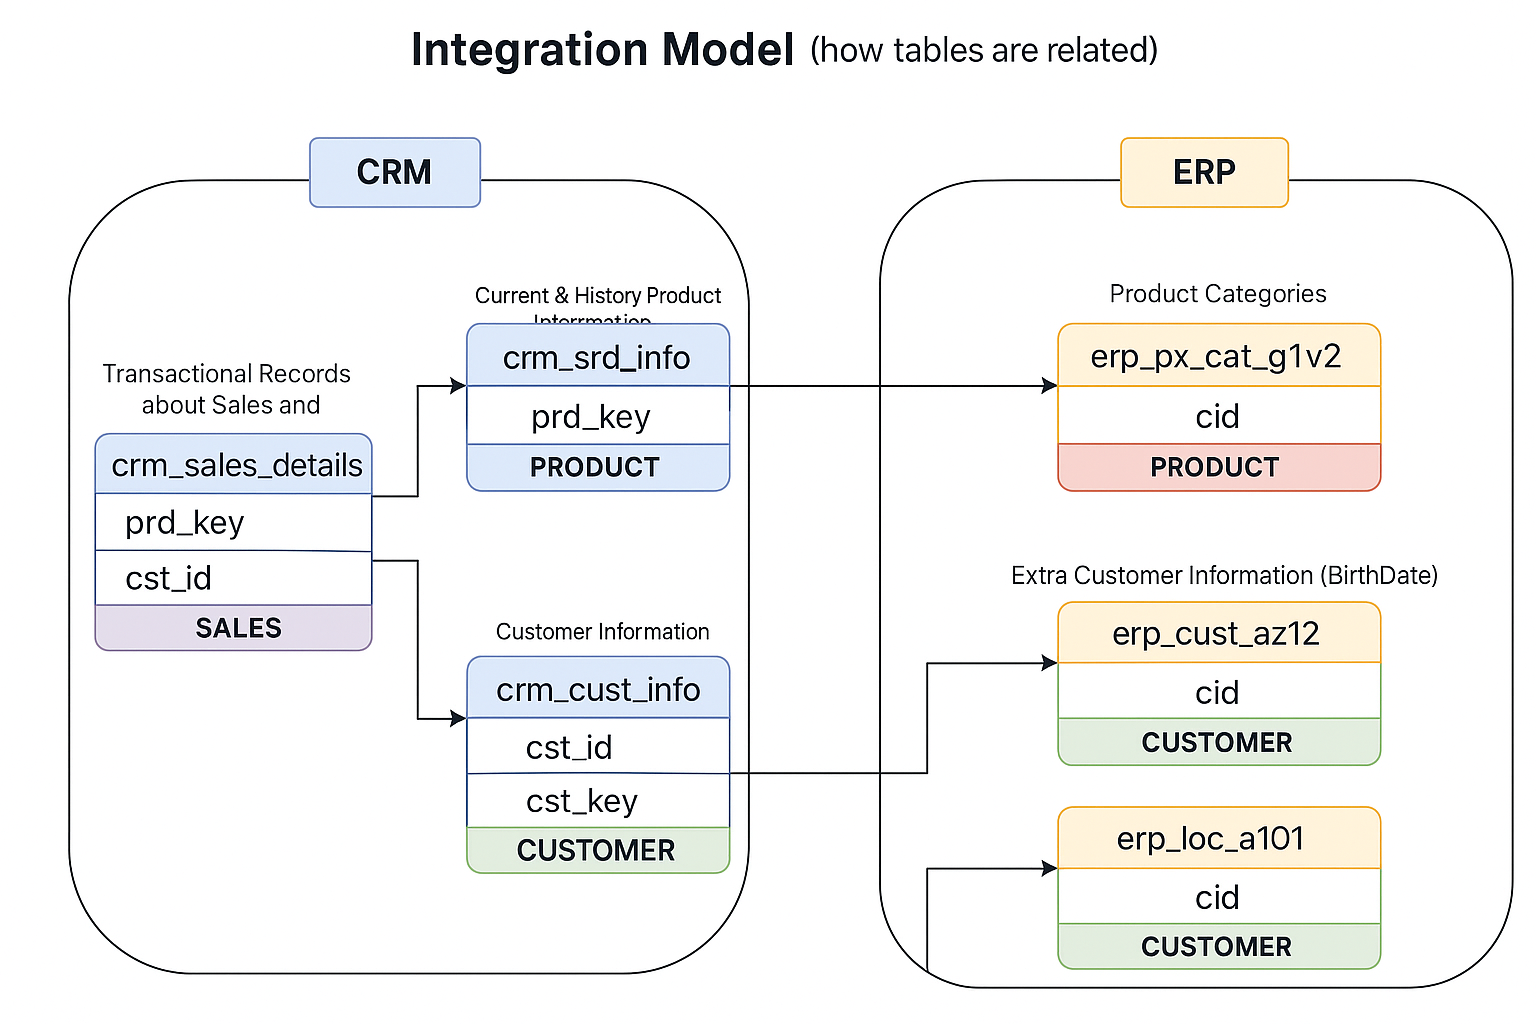 Integration Model (how tables are related)
CRM
Transactional Records
about Sales and
crm_sales_details
prd_key
cst_id
SALES
Current & History Product
crm_srd_info
prd_key
PRODUCT
Customer Information
crm_cust_info
cst_id
cst_key
CUSTOMER
ERP
Product Categories
erp_px_cat_g1v2
cid
PRODUCT
Extra Customer Information (BirthDate)
erp_cust_az12
cid
CUSTOMER
erp_loc_a101
cid
CUSTOMER